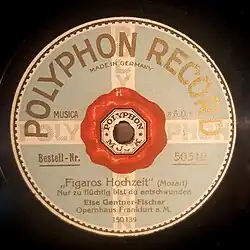 POLYPHON RECORD
MADE IN GERMANY
MUSICA
POLYPHON
MUSIK
Bestell-Nr.
„Figaros Hochzeit“ (Mozart)
Nur zu flüchtig bist du entschwunden
Else Gentner-Fischer
Opernhaus Frankfurt a. M.
150139